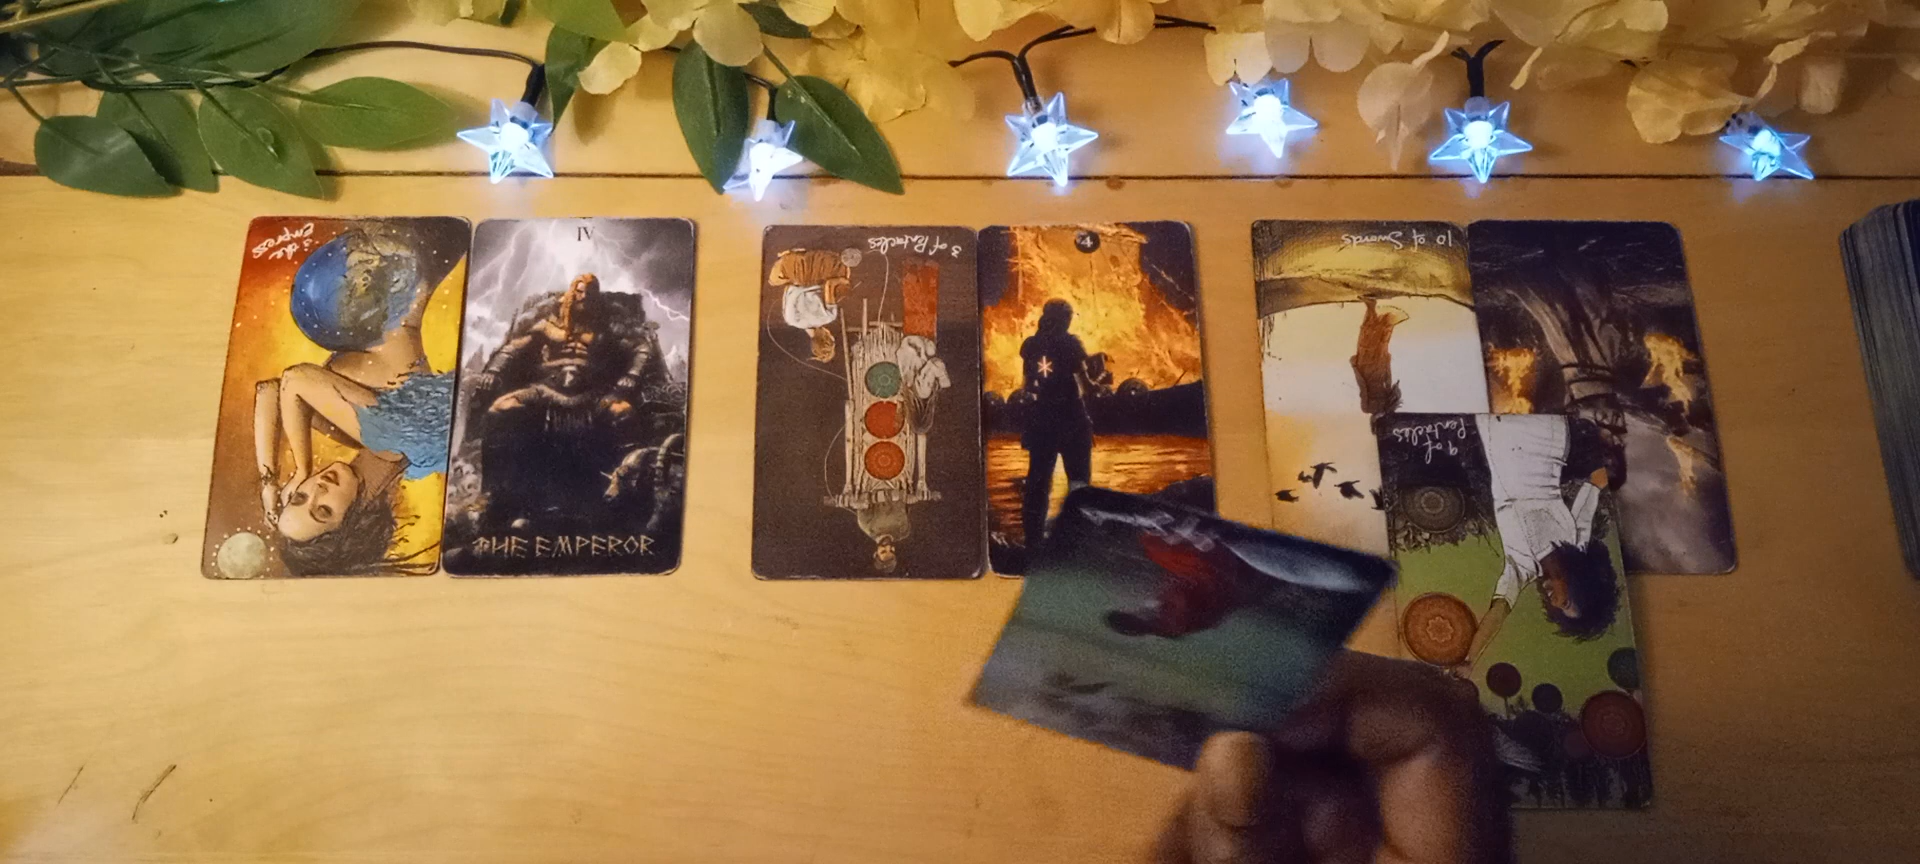 3 the
Empress
IV
THE EMPEROR
3 of Pentacles
4
10 of Swords
9 of
Pentacles